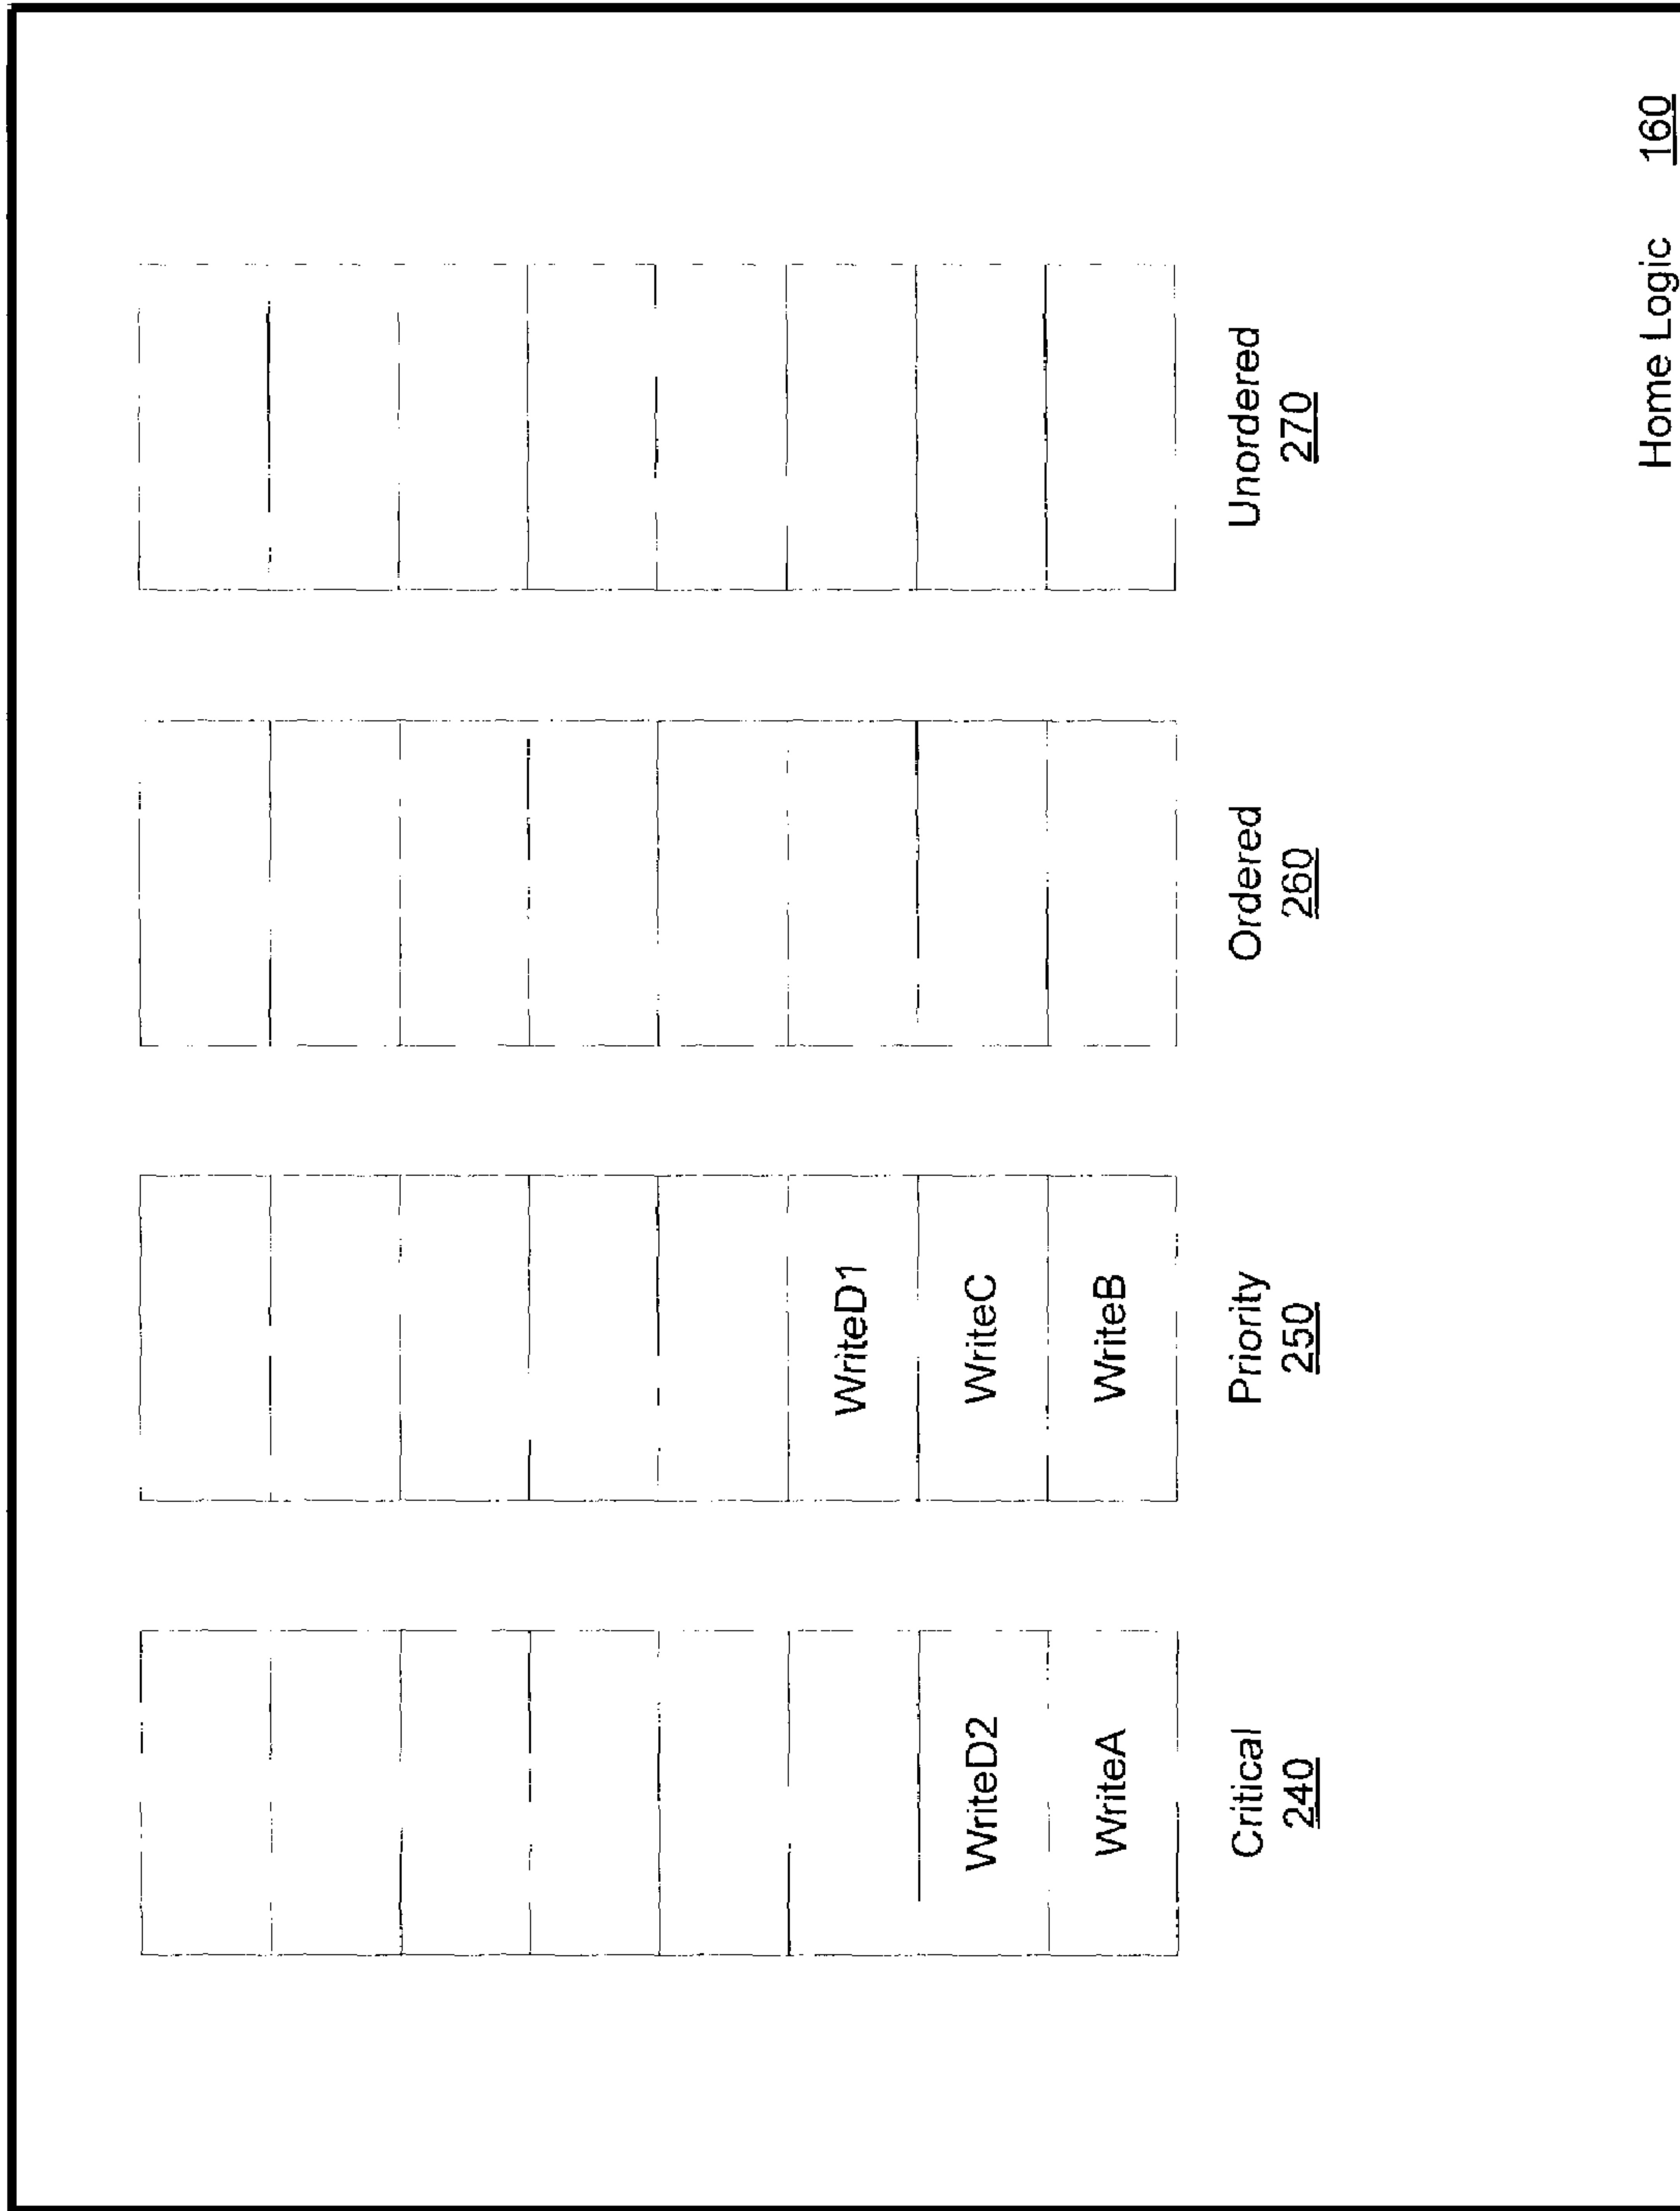 WriteD1
WriteD2
WriteC
WriteA
WriteB
Critical
240
Priority
250
Ordered
260
Unordered
270
Home Logic 160